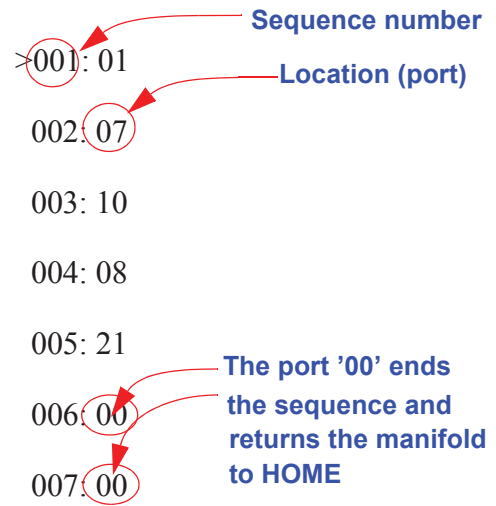 Sequence number
>001: 01
Location (port)
002: 07
003: 10
004: 08
005: 21
The port ’00’ ends
the sequence and
returns the manifold
to HOME
006: 00
007: 00